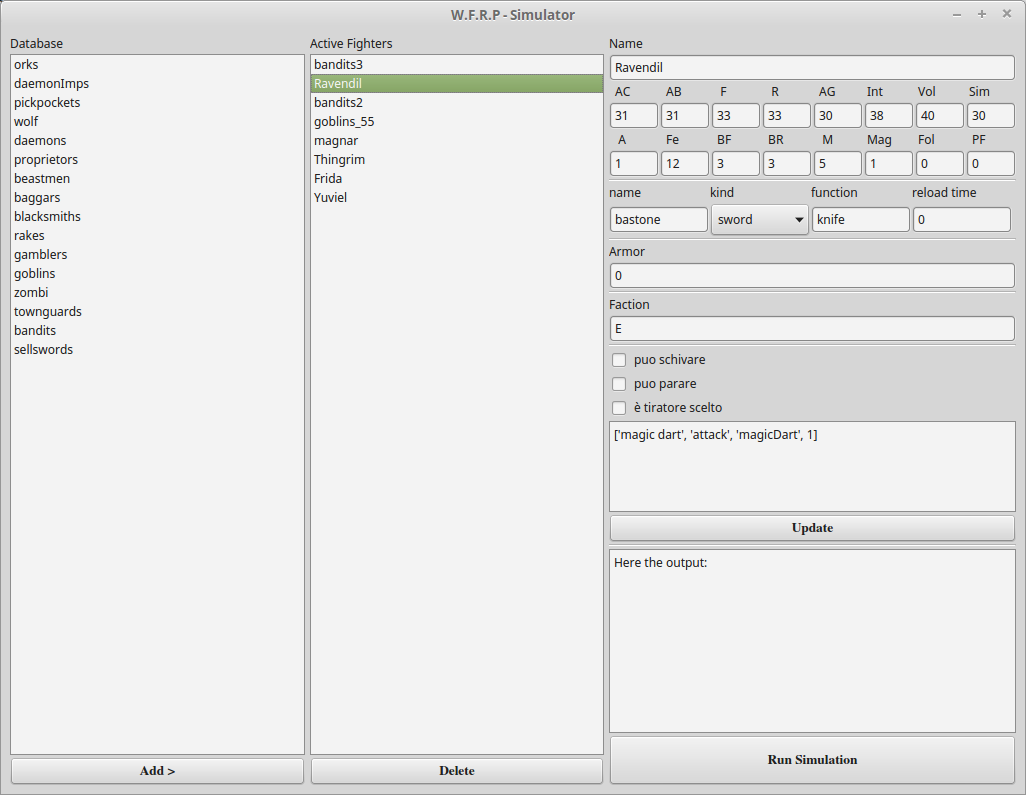 W.F.R.P - Simulator
Database
orks
daemonImps
pickpockets
wolf
daemons
proprietors
beastmen
baggars
blacksmiths
rakes
gamblers
goblins
zombi
townguards
bandits
sellswords
Add >
Active Fighters
bandits3
Ravendil
bandits2
goblins_55
magnar
Thingrim
Frida
Yuviel
Delete
Name
Ravendil
AC AB F R AG Int Vol Sim
31 31 33 33 30 38 40 30
A Fe BF BR M Mag Fol PF
1 12 3 3 5 1 0 0
name kind function reload time
bastone sword knife 0
Armor
0
Faction
E
puo schivare
puo parare
è tiratore scelto
['magic dart', 'attack', 'magicDart', 1]
Update
Here the output:
Run Simulation